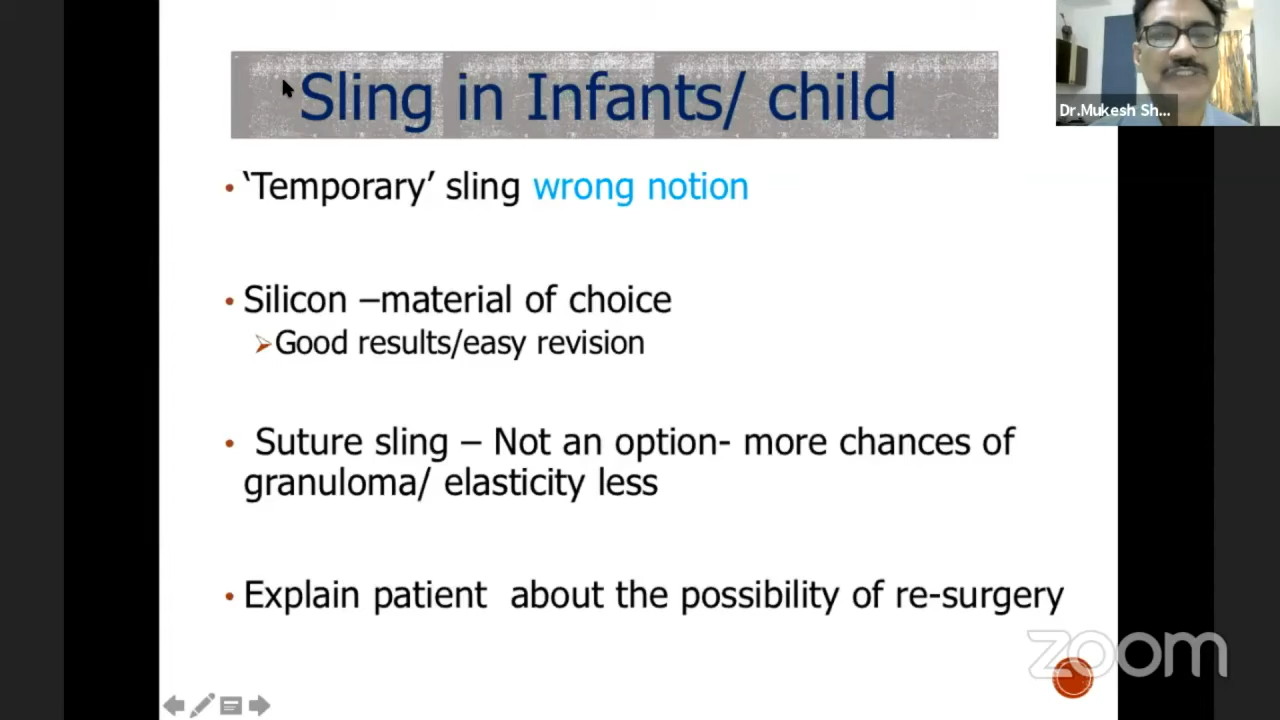 Sling in Infants/ child
Dr.Mukesh Sh...
• ‘Temporary’ sling wrong notion
• Silicon –material of choice
➢Good results/easy revision
• Suture sling – Not an option- more chances of
granuloma/ elasticity less
• Explain patient  about the possibility of re-surgery
zoom